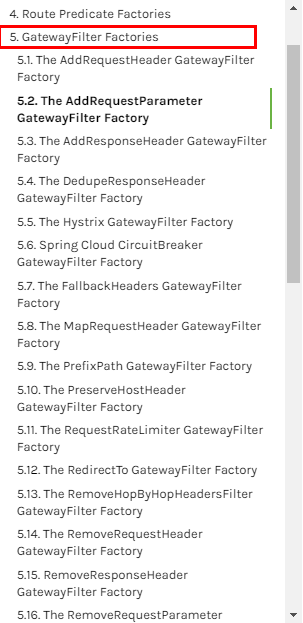 4. Route Predicate Factories
5. GatewayFilter Factories
5.1. The AddRequestHeader GatewayFilter
Factory
5.2. The AddRequestParameter
GatewayFilter Factory
5.3. The AddResponseHeader GatewayFilter
Factory
5.4. The DedupeResponseHeader
GatewayFilter Factory
5.5. The Hystrix GatewayFilter Factory
5.6. Spring Cloud CircuitBreaker
GatewayFilter Factory
5.7. The FallbackHeaders GatewayFilter
Factory
5.8. The MapRequestHeader GatewayFilter
Factory
5.9. The PrefixPath GatewayFilter Factory
5.10. The PreserveHostHeader
GatewayFilter Factory
5.11. The RequestRateLimiter GatewayFilter
Factory
5.12. The RedirectTo GatewayFilter Factory
5.13. The RemoveHopByHopHeadersFilter
GatewayFilter Factory
5.14. The RemoveRequestHeader
GatewayFilter Factory
5.15. RemoveResponseHeader
GatewayFilter Factory
5.16. The RemoveRequestParameter